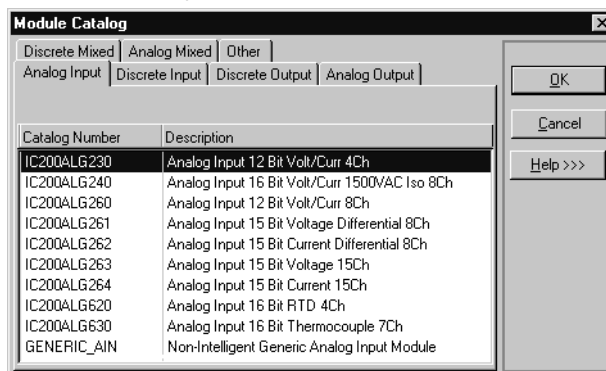 Module Catalog
Discrete Mixed Analog Mixed Other
Analog Input Discrete Input Discrete Output Analog Output
OK
Cancel
Help >>>
Catalog Number Description
IC200ALG230 Analog Input 12 Bit Volt/Curr 4Ch
IC200ALG240 Analog Input 16 Bit Volt/Curr 1500VAC Iso 8Ch
IC200ALG260 Analog Input 12 Bit Volt/Curr 8Ch
IC200ALG261 Analog Input 15 Bit Voltage Differential 8Ch
IC200ALG262 Analog Input 15 Bit Current Differential 8Ch
IC200ALG263 Analog Input 15 Bit Voltage 15Ch
IC200ALG264 Analog Input 15 Bit Current 15Ch
IC200ALG620 Analog Input 16 Bit RTD 4Ch
IC200ALG630 Analog Input 16 Bit Thermocouple 7Ch
GENERIC_AIN Non-Intelligent Generic Analog Input Module